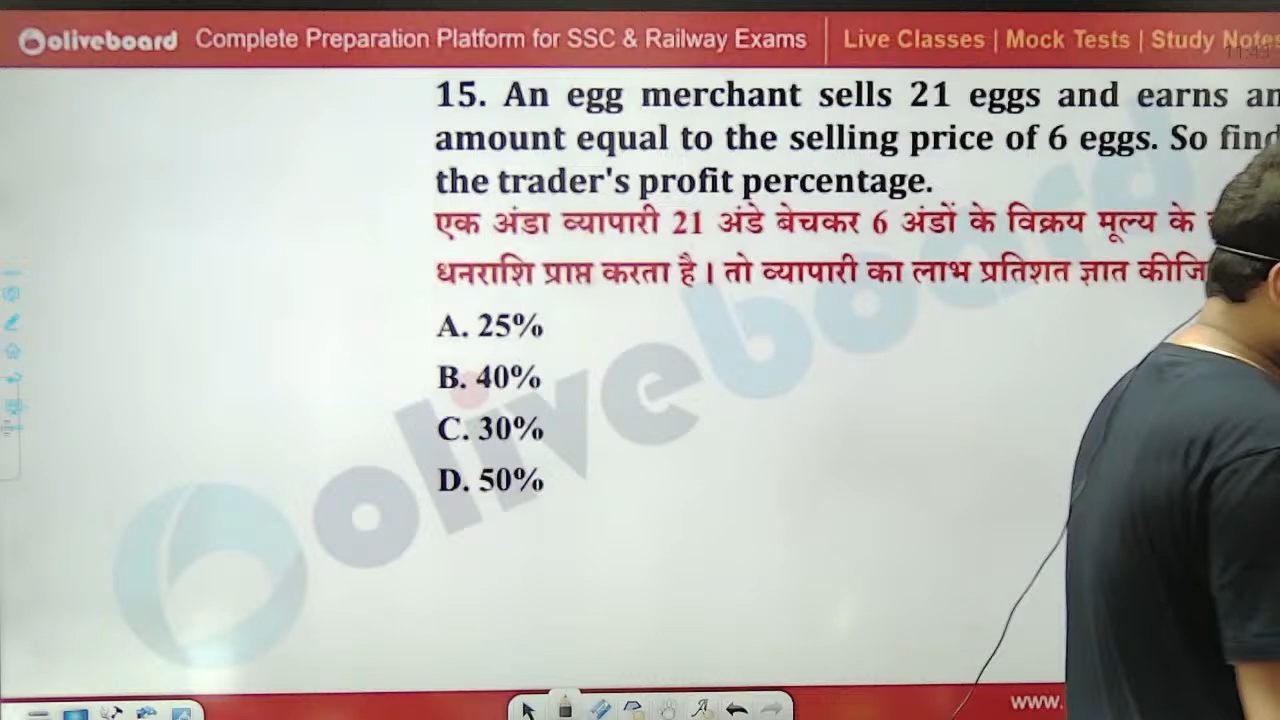 oliveboard Complete Preparation Platform for SSC & Railway Exams Live Classes | Mock Tests | Study Notes
15. An egg merchant sells 21 eggs and earns an
amount equal to the selling price of 6 eggs. So find
the trader's profit percentage.
एक अंडा व्यापारी 21 अंडे बेचकर 6 अंडों के विक्रय मूल्य के
धनराशि प्राप्त करता है। तो व्यापारी का लाभ प्रतिशत ज्ञात
A. 25%
B. 40%
C. 30%
D. 50%
oliveboard
www.